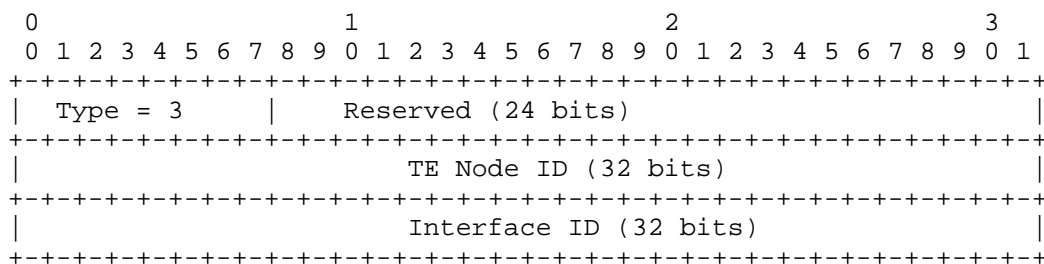 0                   1                   2                   3
 0 1 2 3 4 5 6 7 8 9 0 1 2 3 4 5 6 7 8 9 0 1 2 3 4 5 6 7 8 9 0 1
+-+-+-+-+-+-+-+-+-+-+-+-+-+-+-+-+-+-+-+-+-+-+-+-+-+-+-+-+-+-+-+-+
|  Type = 3     |    Reserved (24 bits)                         |
+-+-+-+-+-+-+-+-+-+-+-+-+-+-+-+-+-+-+-+-+-+-+-+-+-+-+-+-+-+-+-+-+
|                        TE Node ID (32 bits)                   |
+-+-+-+-+-+-+-+-+-+-+-+-+-+-+-+-+-+-+-+-+-+-+-+-+-+-+-+-+-+-+-+-+
|                        Interface ID (32 bits)                 |
+-+-+-+-+-+-+-+-+-+-+-+-+-+-+-+-+-+-+-+-+-+-+-+-+-+-+-+-+-+-+-+-+